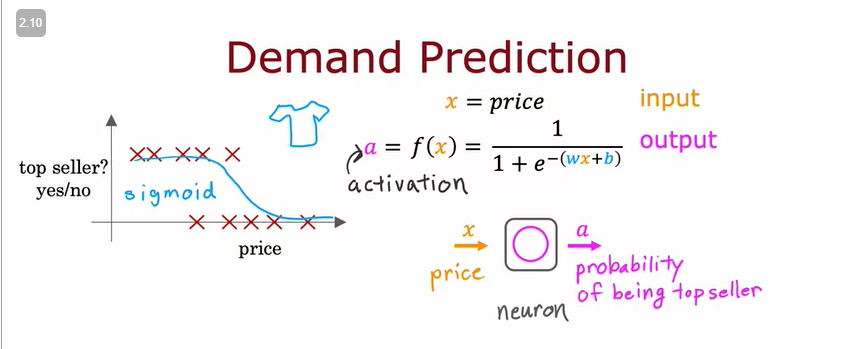 2.10
Demand Prediction
x = price
input
a = f(x) = 1 / (1 + e^-(wx+b))
output
activation
top seller?
yes/no
sigmoid
price
x
a
price
probability
of being top seller
neuron